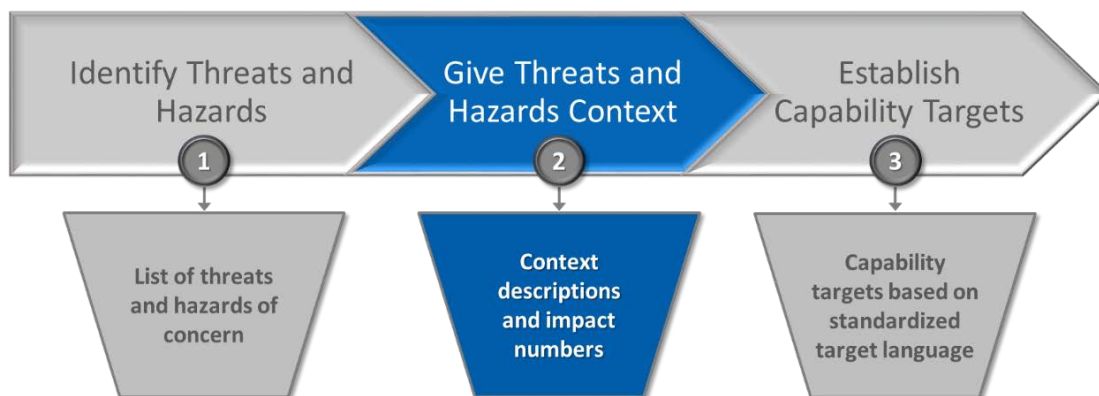 Identify Threats and
Hazards
1
Give Threats and
Hazards Context
2
Establish
Capability Targets
3
List of threats
and hazards of
concern
Context
descriptions
and impact
numbers
Capability
targets based on
standardized
target language